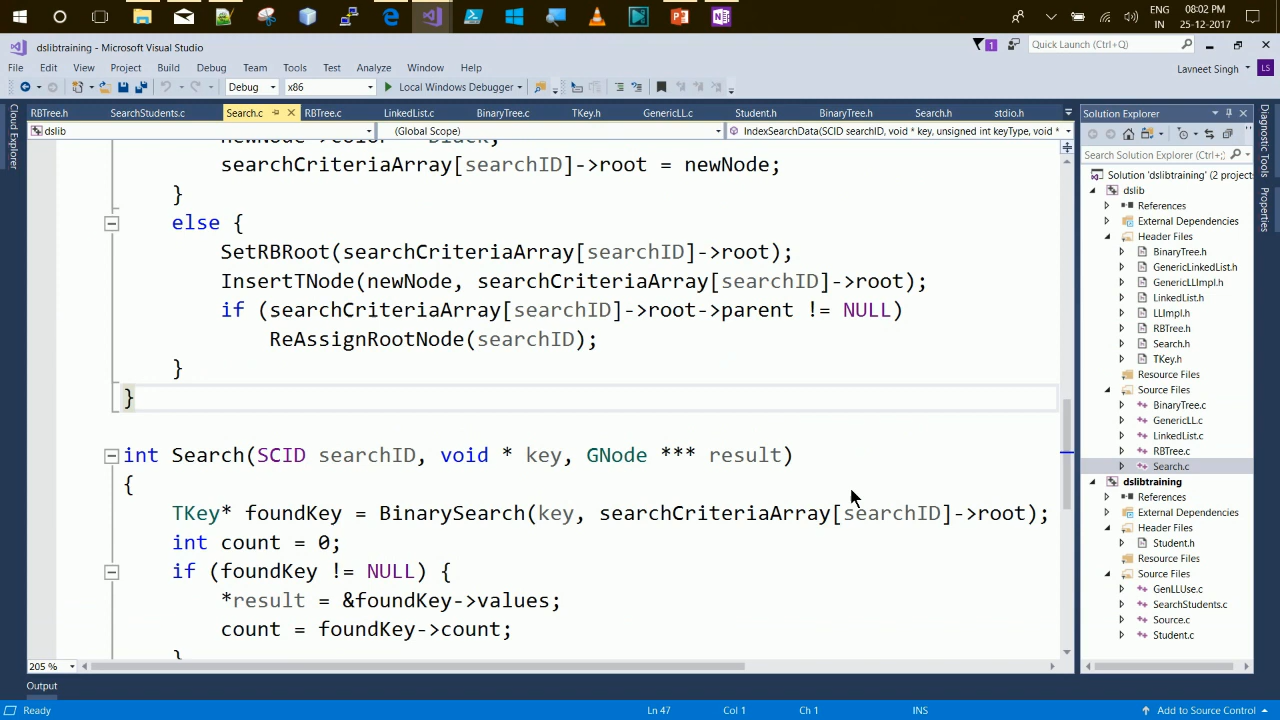 08:02 PM
ENG
IN
25-12-2017
dslibtraining - Microsoft Visual Studio
1
Quick Launch (Ctrl+Q)
File Edit View Project Build Debug Team Tools Test Analyze Window Help
Lavneet Singh LS
Debug x86 Local Windows Debugger
RBTree.h SearchStudents.c Search.c RBTree.c LinkedList.c BinaryTree.c TKey.h GenericLL.c Student.h BinaryTree.h Search.h stdio.h
dslib (Global Scope) IndexSearchData(SCID searchID, void * key, unsigned int keyType, void *
Cloud Explorer
searchCriteriaArray[searchID]->root = newNode;
}
else {
SetRBRoot(searchCriteriaArray[searchID]->root);
InsertTNode(newNode, searchCriteriaArray[searchID]->root);
if (searchCriteriaArray[searchID]->root->parent != NULL)
ReAssignRootNode(searchID);
}
}
int Search(SCID searchID, void * key, GNode *** result)
{
TKey* foundKey = BinarySearch(key, searchCriteriaArray[searchID]->root);
int count = 0;
if (foundKey != NULL) {
*result = &foundKey->values;
count = foundKey->count;
}
205 %
Output
Solution Explorer
Search Solution Explorer (Ctrl+;)
Solution 'dslibtraining' (2 project
dslib
References
External Dependencies
Header Files
BinaryTree.h
GenericLinkedList.h
GenericLLImpl.h
LinkedList.h
LLImpl.h
RBTree.h
Search.h
TKey.h
Resource Files
Source Files
BinaryTree.c
GenericLL.c
LinkedList.c
RBTree.c
Search.c
dslibtraining
References
External Dependencies
Header Files
Student.h
Resource Files
Source Files
GenLLUse.c
SearchStudents.c
Source.c
Student.c
Diagnostic Tools
Properties
Ready Ln 47 Col 1 Ch 1 INS Add to Source Control